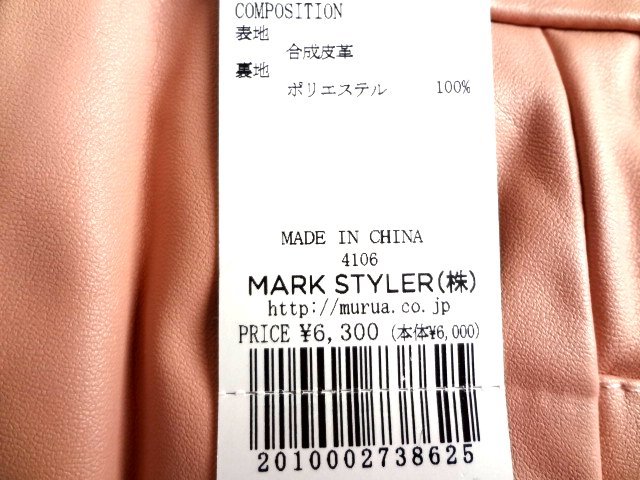 COMPOSITION
表地
合成皮革
裏地
ポリエステル 100%
MADE IN CHINA
4106
MARK STYLER(株)
http://murua.co.jp
PRICE ¥6,300 (本体¥6,000)
2010002738625